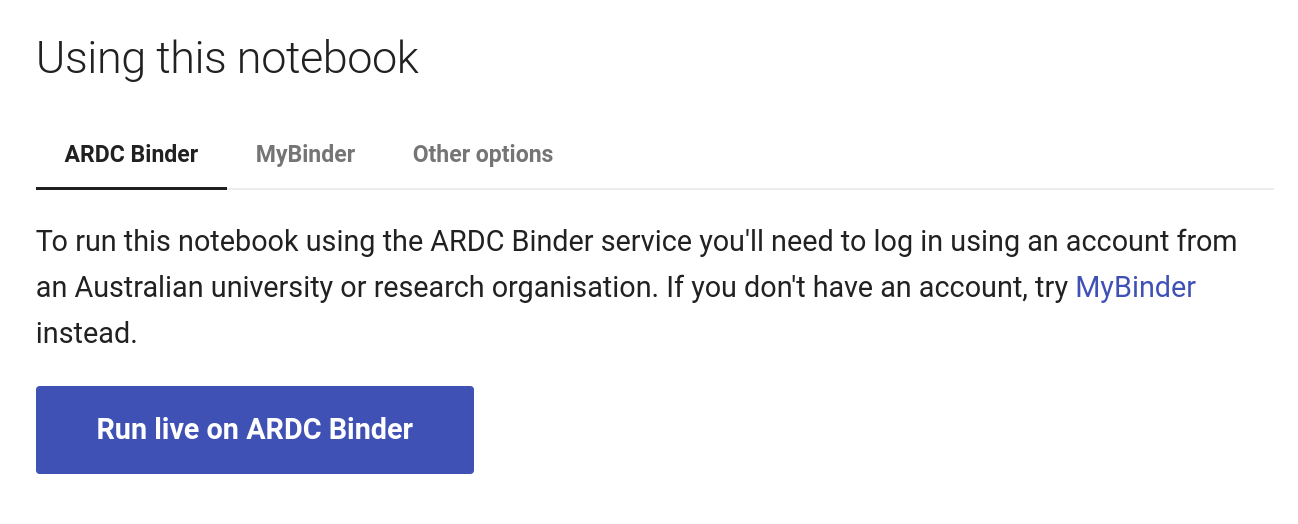 Using this notebook
ARDC Binder MyBinder Other options
To run this notebook using the ARDC Binder service you'll need to log in using an account from
an Australian university or research organisation. If you don't have an account, try MyBinder
instead.
Run live on ARDC Binder